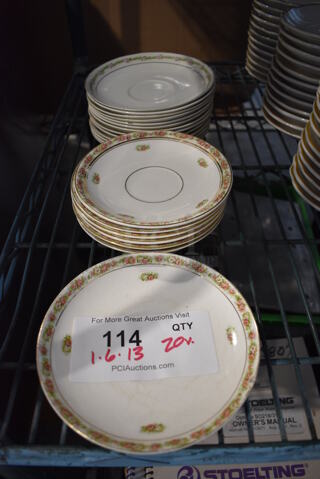 For More Great Auctions Visit
114 QTY
1.6.13 20x.
PCIAuctions.com
OWNER'S MANUAL
STOELTING